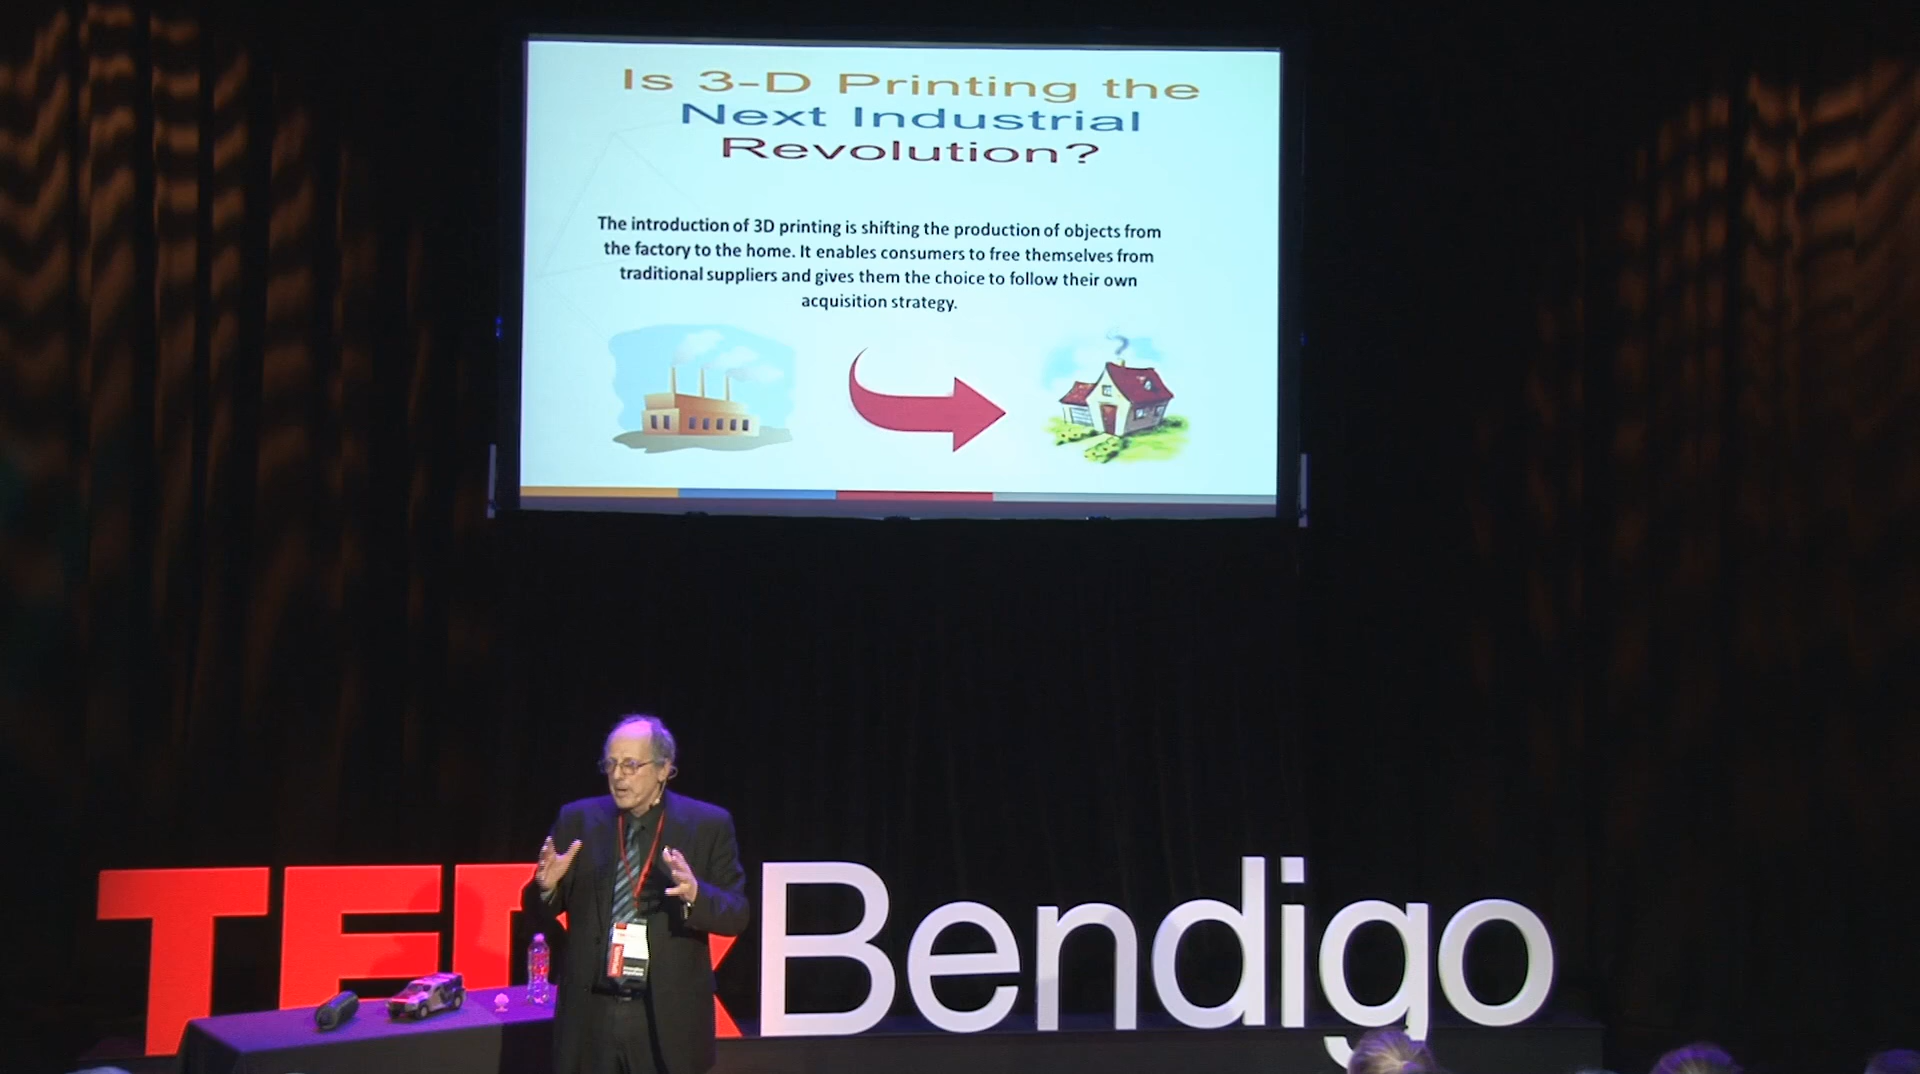 Is 3-D Printing the
Next Industrial
Revolution?
The introduction of 3D printing is shifting the production of objects from
the factory to the home. It enables consumers to free themselves from
traditional suppliers and gives them the choice to follow their own
acquisition strategy.
TEDxBendigo